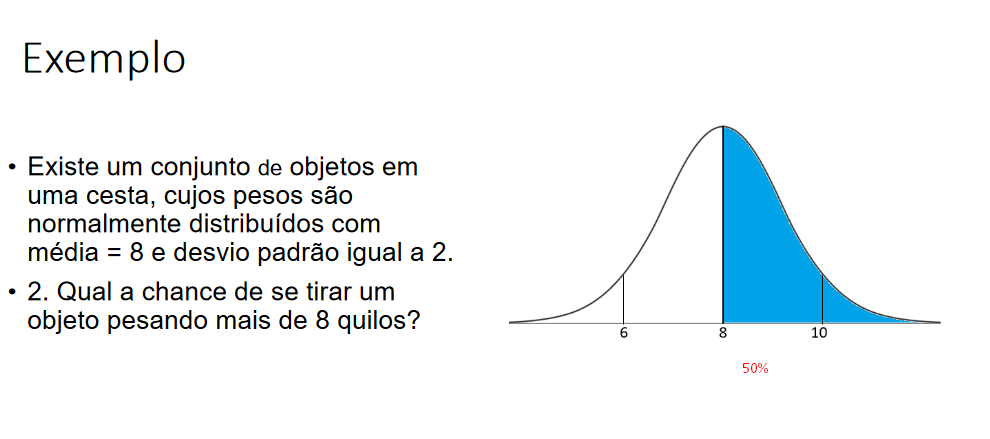 Exemplo
• Existe um conjunto de objetos em
uma cesta, cujos pesos são
normalmente distribuídos com
média = 8 e desvio padrão igual a 2.
• 2. Qual a chance de se tirar um
objeto pesando mais de 8 quilos?
6 8 10
50%